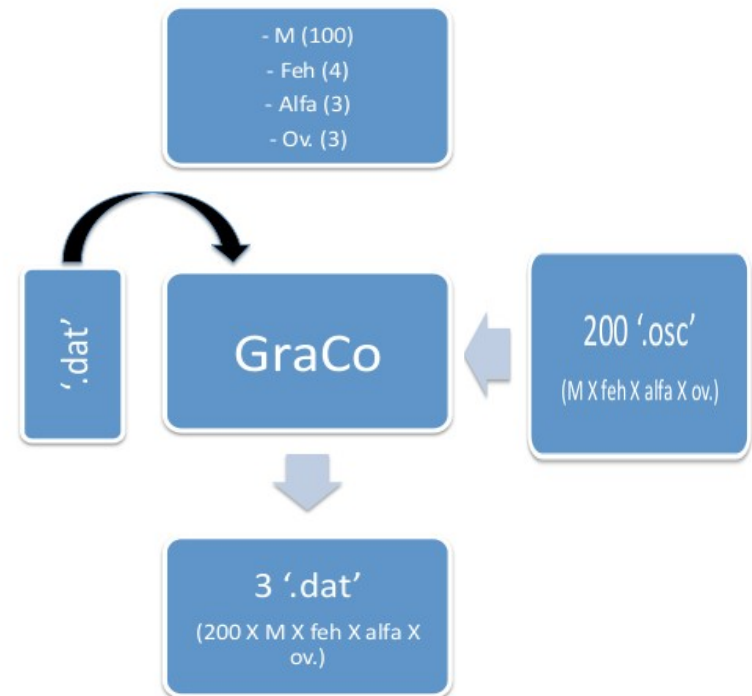 - M (100)
- Feh (4)
- Alfa (3)
- Ov. (3)
‘.dat’
GraCo
200 ‘.osc’
(M X feh X alfa X ov.)
3 ‘.dat’
(200 X M X feh X alfa X
ov.)